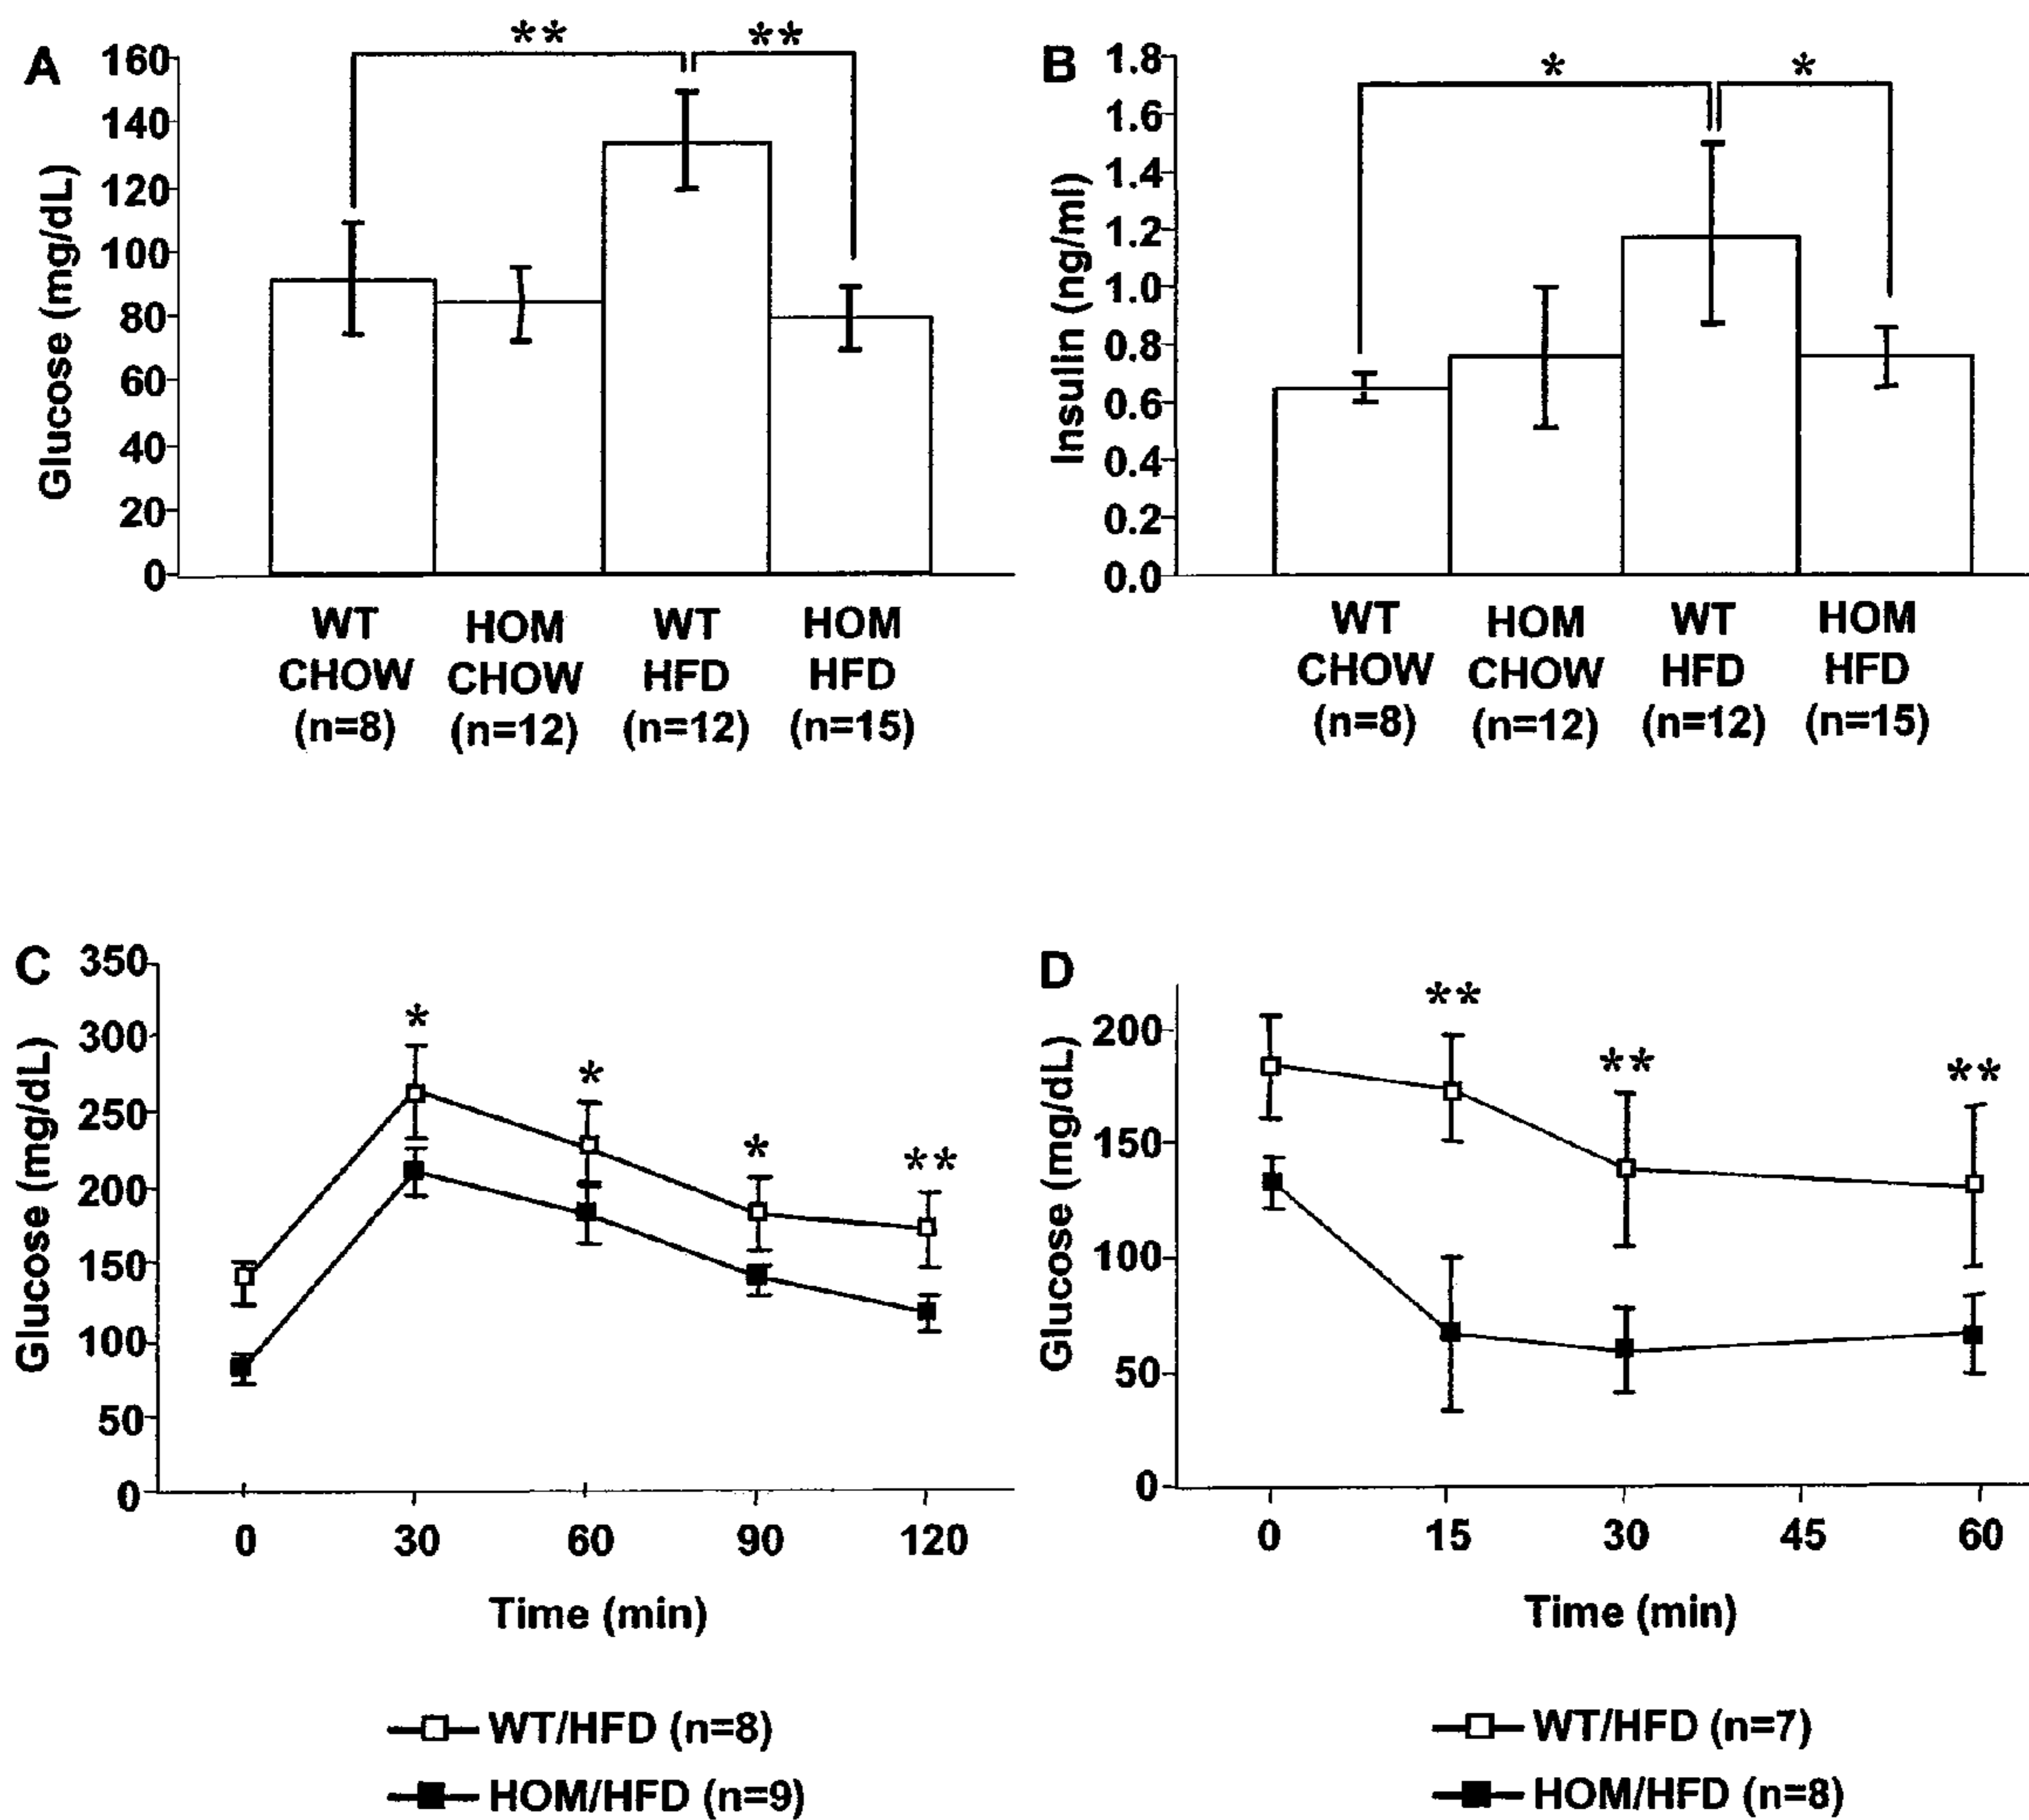 A
Glucose (mg/dL)
160
140
120
100
80
60
40
20
0
**
**
WT
CHOW
(n=8)
HOM
CHOW
(n=12)
WT
HFD
(n=12)
HOM
HFD
(n=15)
B
Insulin (ng/ml)
1.8
1.6
1.4
1.2
1.0
0.8
0.6
0.4
0.2
0.0
*
*
WT
CHOW
(n=8)
HOM
CHOW
(n=12)
WT
HFD
(n=12)
HOM
HFD
(n=15)
C
Glucose (mg/dL)
350
300
250
200
150
100
50
0
*
*
*
**
0 30 60 90 120
Time (min)
WT/HFD (n=8)
HOM/HFD (n=9)
D
Glucose (mg/dL)
200
150
100
50
0
**
**
**
0 15 30 45 60
Time (min)
WT/HFD (n=7)
HOM/HFD (n=8)